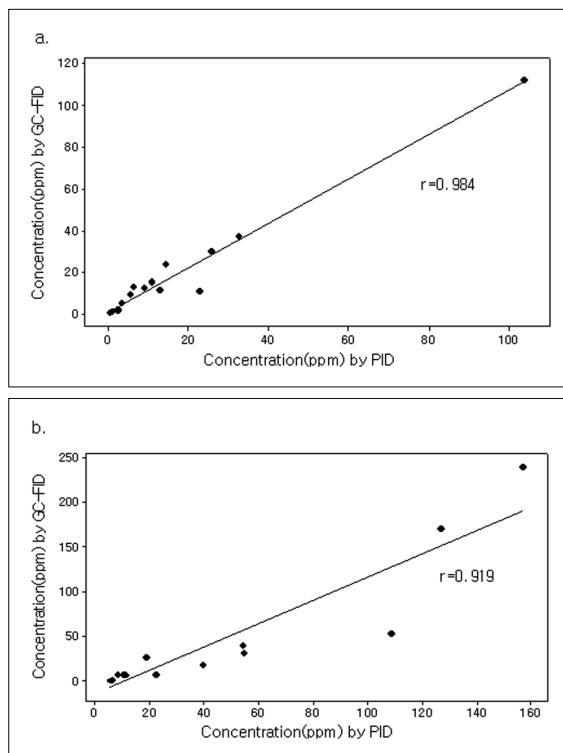 a.
120
100
80
60
40
20
0
Concentration(ppm) by GC-FID
r=0.984
0 20 40 60 80 100
Concentration(ppm) by PID
b.
250
200
150
100
50
0
Concentration(ppm) by GC-FID
r=0.919
0 20 40 60 80 100 120 140 160
Concentration(ppm) by PID